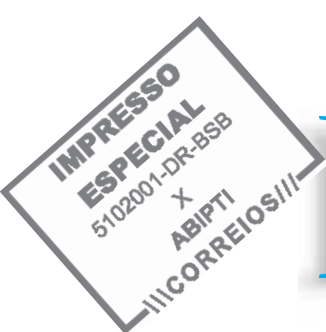 IMPRESSO
ESPECIAL
5102001-DR-BSB
X
ABIPTI
\\\CORREIOS///